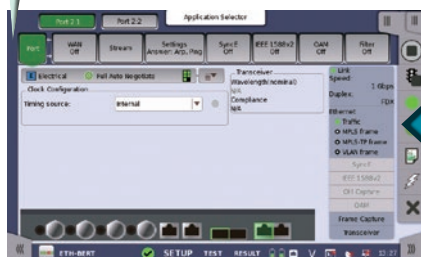 Port 2.1
Port 2.2
Application Selector
Port
WAN
Off
Stream
Settings
Answer: Arp, Ping
SyncE
Off
IEEE 1588v2
Off
OAM
Off
Filter
Off
Electrical
Full Auto Negotiate
Clock Configuration
Timing source:
Internal
Transceiver
Wavelength(nominal)
N/A
Compliance
N/A
Link
Speed:
1 Gbps
Duplex:
FDX
Ethernet
Traffic
MPLS frame
MPLS-TP frame
VLAN frame
SyncE
IEEE 1588v2
OH Capture
OAM
Frame Capture
Transceiver
ETH-BERT
SETUP
TEST
RESULT